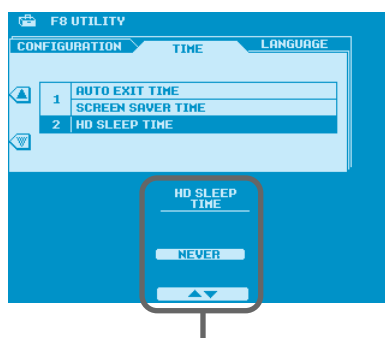 F8 UTILITY
CONFIGURATION TIME LANGUAGE
1 AUTO EXIT TIME
SCREEN SAVER TIME
2 HD SLEEP TIME
HD SLEEP
TIME
NEVER